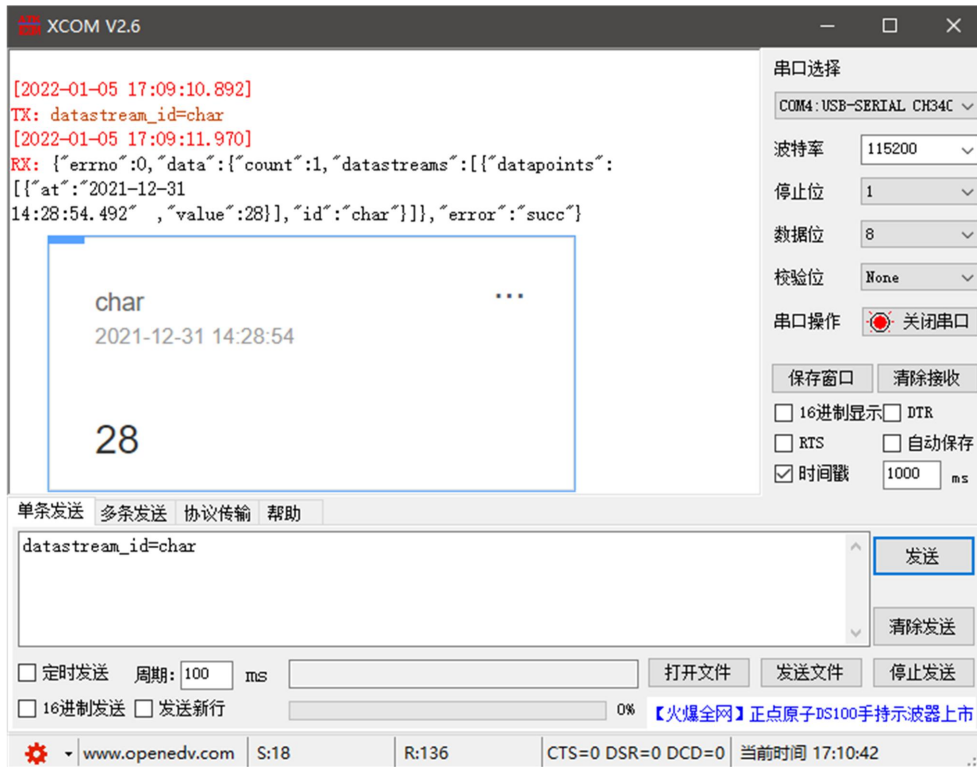 XCOM V2.6
[2022-01-05 17:09:10.892]
TX: datastream_id=char
[2022-01-05 17:09:11.970]
RX: {"errno":0,"data":{"count":1,"datastreams":[{"datapoints":
[{"at":"2021-12-31
14:28:54.492" ,"value":28}],"id":"char"}]},"error":"succ"}
char
...
2021-12-31 14:28:54
28
串口选择
COM4:USB-SERIAL CH340
波特率 115200
停止位 1
数据位 8
校验位 None
串口操作 关闭串口
保存窗口 清除接收
16进制显示 DTR
RTS 自动保存
时间戳 1000 ms
单条发送 多条发送 协议传输 帮助
datastream_id=char
发送
清除发送
定时发送 周期: 100 ms 打开文件 发送文件 停止发送
16进制发送 发送新行 0% 【火爆全网】正点原子DS100手持示波器上市
www.openedv.com S:18 R:136 CTS=0 DSR=0 DCD=0 当前时间 17:10:42